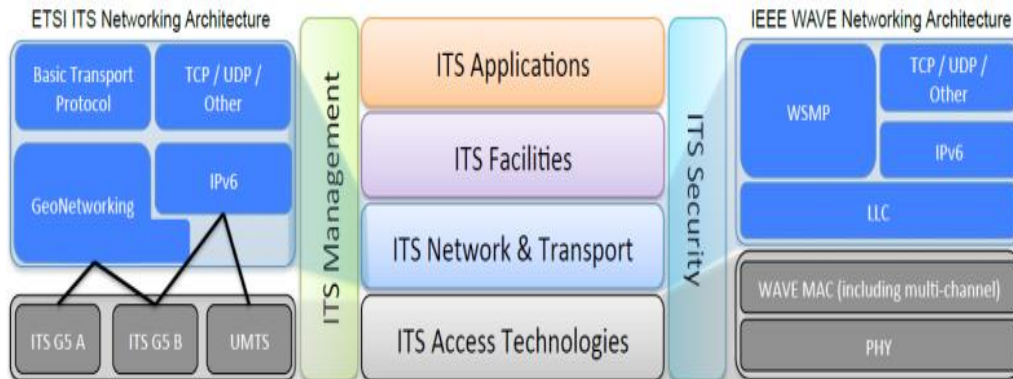 ETSI ITS Networking Architecture
Basic Transport
Protocol
TCP / UDP /
Other
GeoNetworking
IPv6
ITS G5 A
ITS G5 B
UMTS
ITS Management
ITS Applications
ITS Facilities
ITS Network & Transport
ITS Access Technologies
ITS Security
IEEE WAVE Networking Architecture
WSMP
TCP / UDP /
Other
IPv6
LLC
WAVE MAC (including multi-channel)
PHY